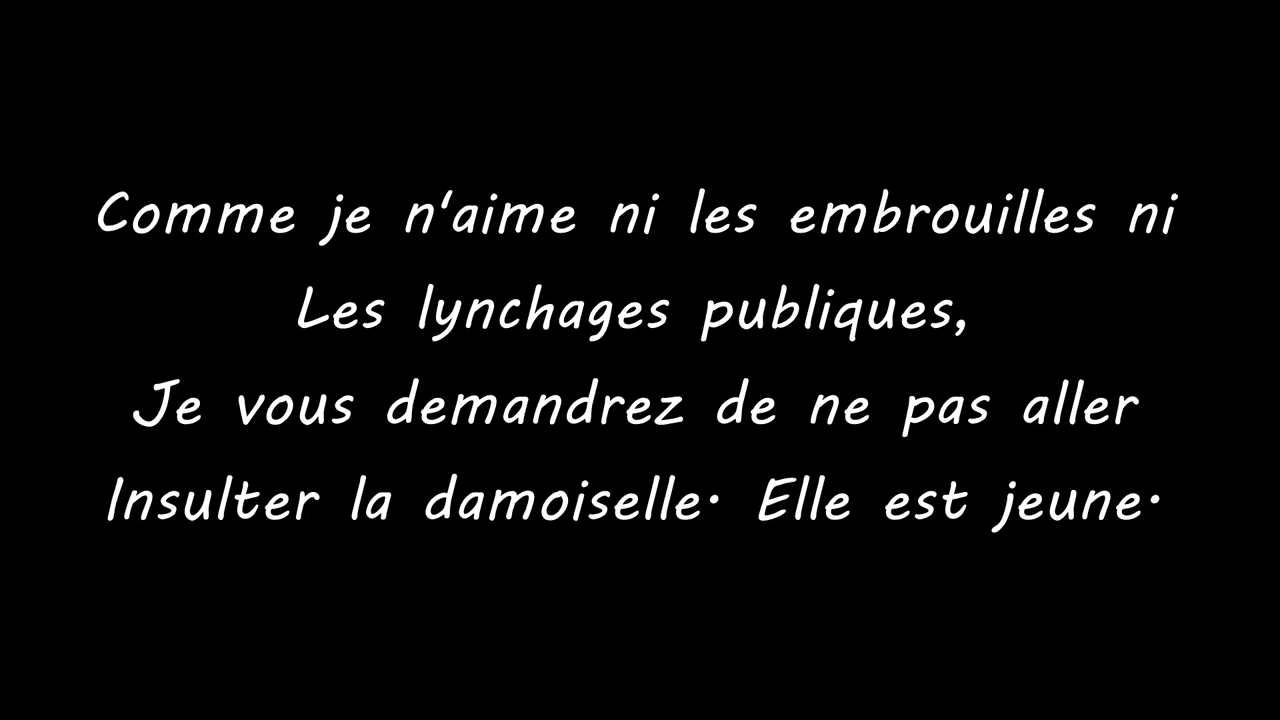 Comme je n'aime ni les embrouilles ni
Les lynchages publiques,
Je vous demandrez de ne pas aller
Insulter la damoiselle. Elle est jeune.